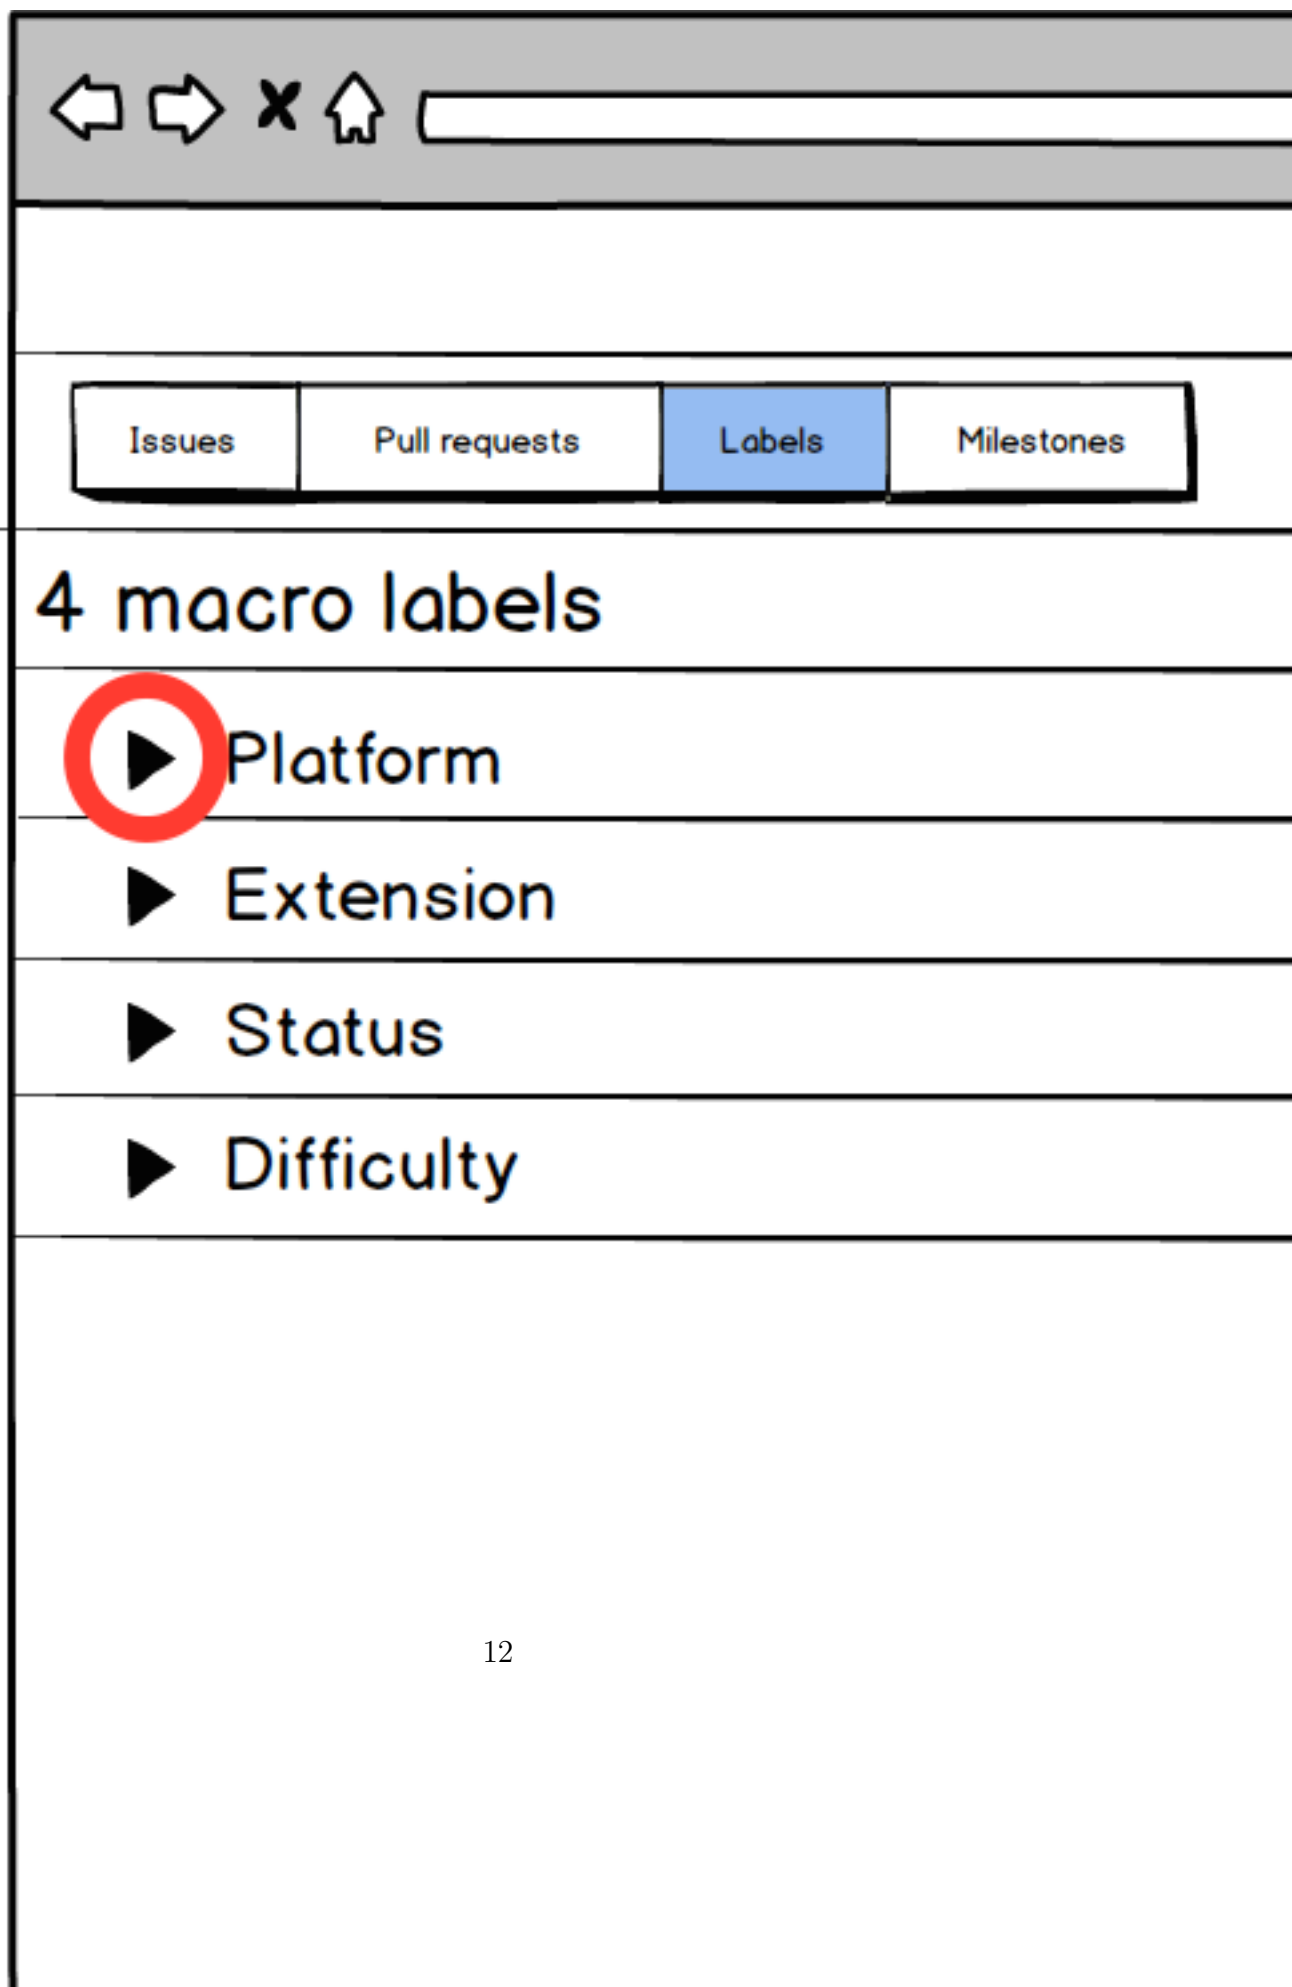 Issues Pull requests Labels Milestones
4 macro labels
Platform
Extension
Status
Difficulty
12